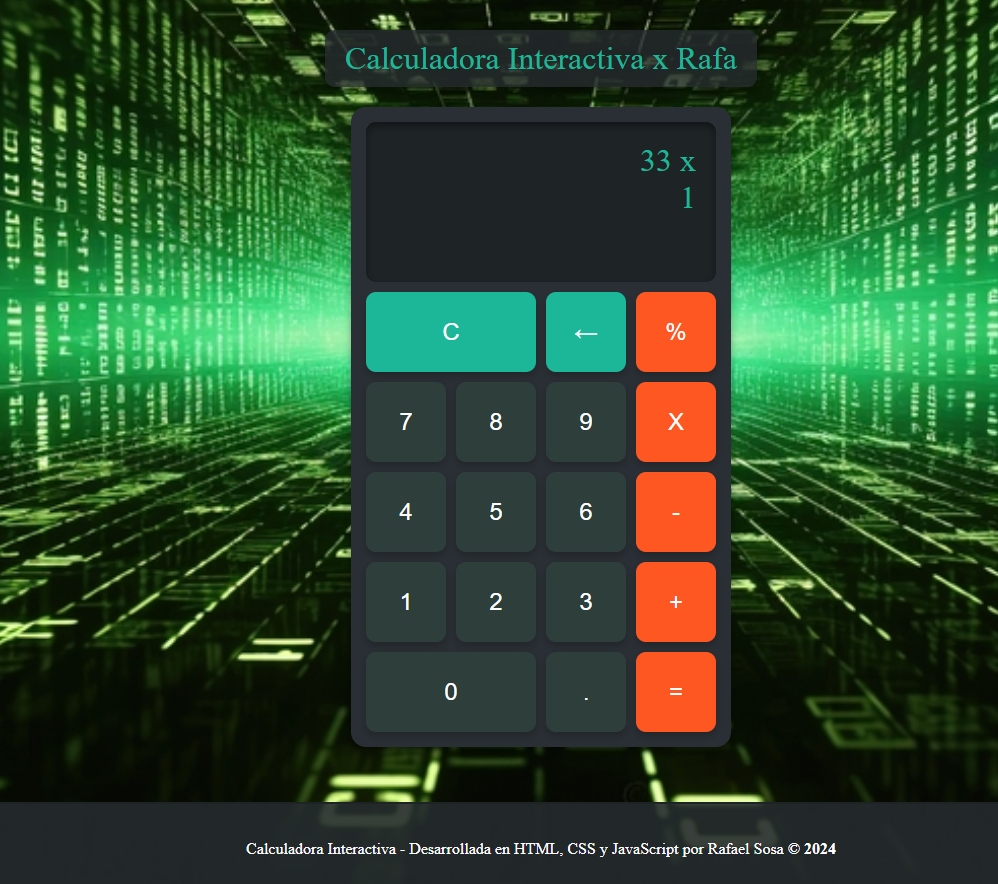 Calculadora Interactiva x Rafa
33 x
1
C ← %
7 8 9 X
4 5 6 -
1 2 3 +
0 . =
Calculadora Interactiva - Desarrollada en HTML, CSS y JavaScript por Rafael Sosa © 2024